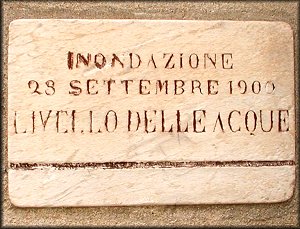 INONDAZIONE
28 SETTEMBRE 1900
LIVELLO DELLE ACQUE